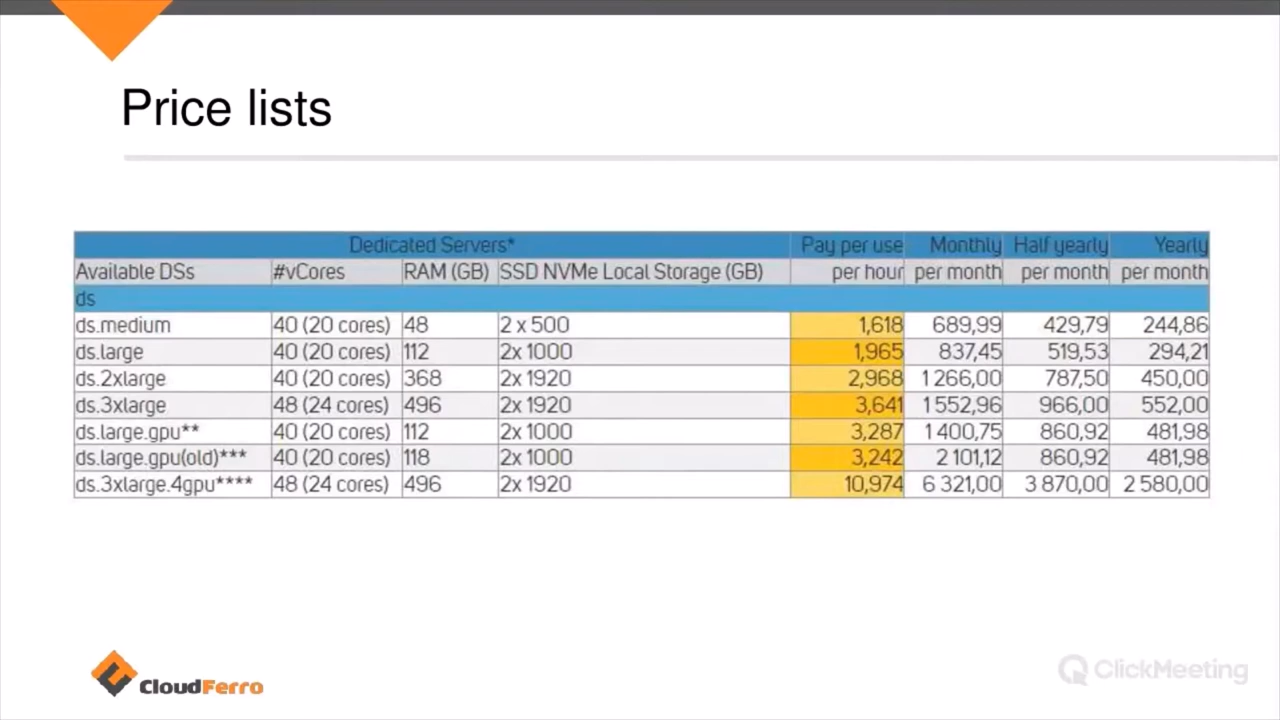 Price lists
Dedicated Servers* Pay per use Monthly Half yearly Yearly
Available DSs #vCores RAM (GB) SSD NVMe Local Storage (GB) per hour per month per month per month
ds
ds.medium 40 (20 cores) 48 2 x 500 1,618 689,99 429,79 244,86
ds.large 40 (20 cores) 112 2x 1000 1,965 837,45 519,53 294,21
ds.2xlarge 40 (20 cores) 368 2x 1920 2,968 1 266,00 787,50 450,00
ds.3xlarge 48 (24 cores) 496 2x 1920 3,641 1 552,96 966,00 552,00
ds.large.gpu** 40 (20 cores) 112 2x 1000 3,287 1 400,75 860,92 481,98
ds.large.gpu(old)*** 40 (20 cores) 118 2x 1000 3,242 2 101,12 860,92 481,98
ds.3xlarge.4gpu**** 48 (24 cores) 496 2x 1920 10,974 6 321,00 3 870,00 2 580,00
CloudFerro
ClickMeeting